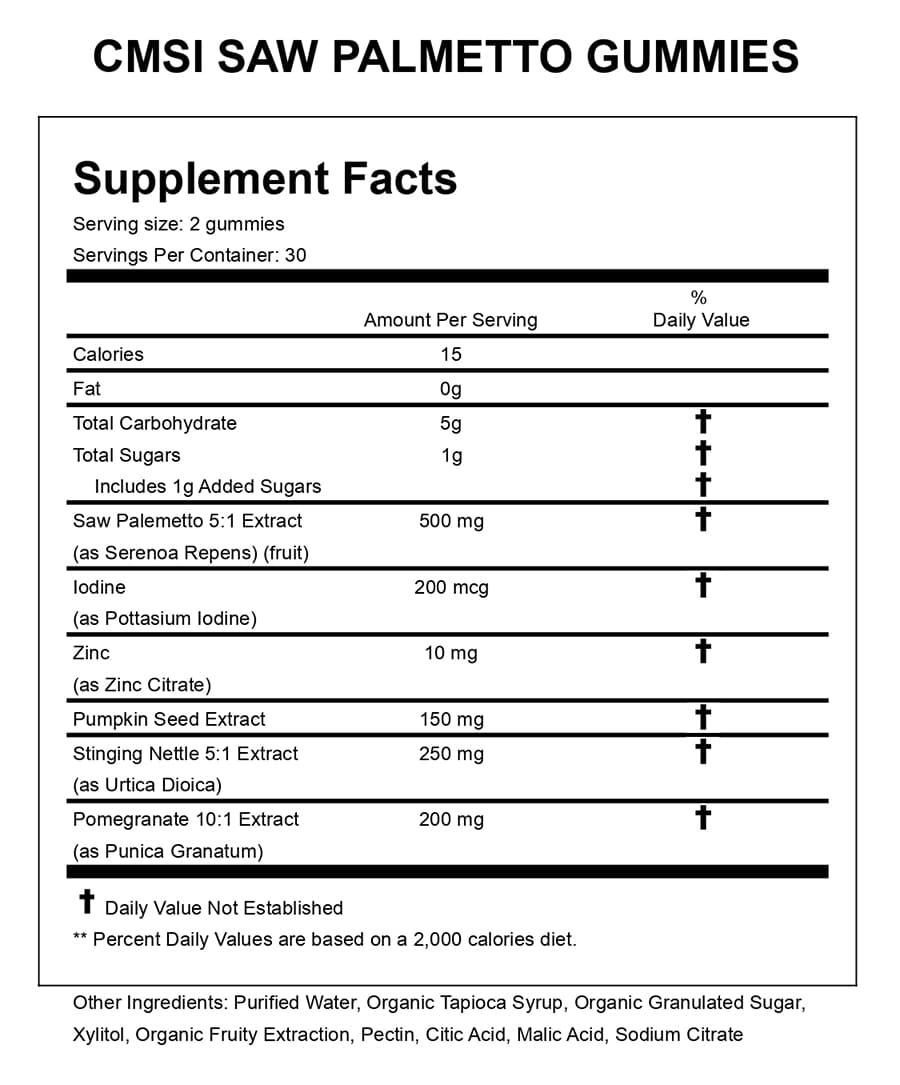 CMSI SAW PALMETTO GUMMIES
Supplement Facts
Serving size: 2 gummies
Servings Per Container: 30
%
Amount Per Serving Daily Value
Calories 15
Fat 0g
Total Carbohydrate 5g †
Total Sugars 1g †
Includes 1g Added Sugars †
Saw Palemetto 5:1 Extract 500 mg †
(as Serenoa Repens) (fruit)
Iodine 200 mcg †
(as Pottasium Iodine)
Zinc 10 mg †
(as Zinc Citrate)
Pumpkin Seed Extract 150 mg †
Stinging Nettle 5:1 Extract 250 mg †
(as Urtica Dioica)
Pomegranate 10:1 Extract 200 mg †
(as Punica Granatum)
† Daily Value Not Established
** Percent Daily Values are based on a 2,000 calories diet.
Other Ingredients: Purified Water, Organic Tapioca Syrup, Organic Granulated Sugar,
Xylitol, Organic Fruity Extraction, Pectin, Citic Acid, Malic Acid, Sodium Citrate